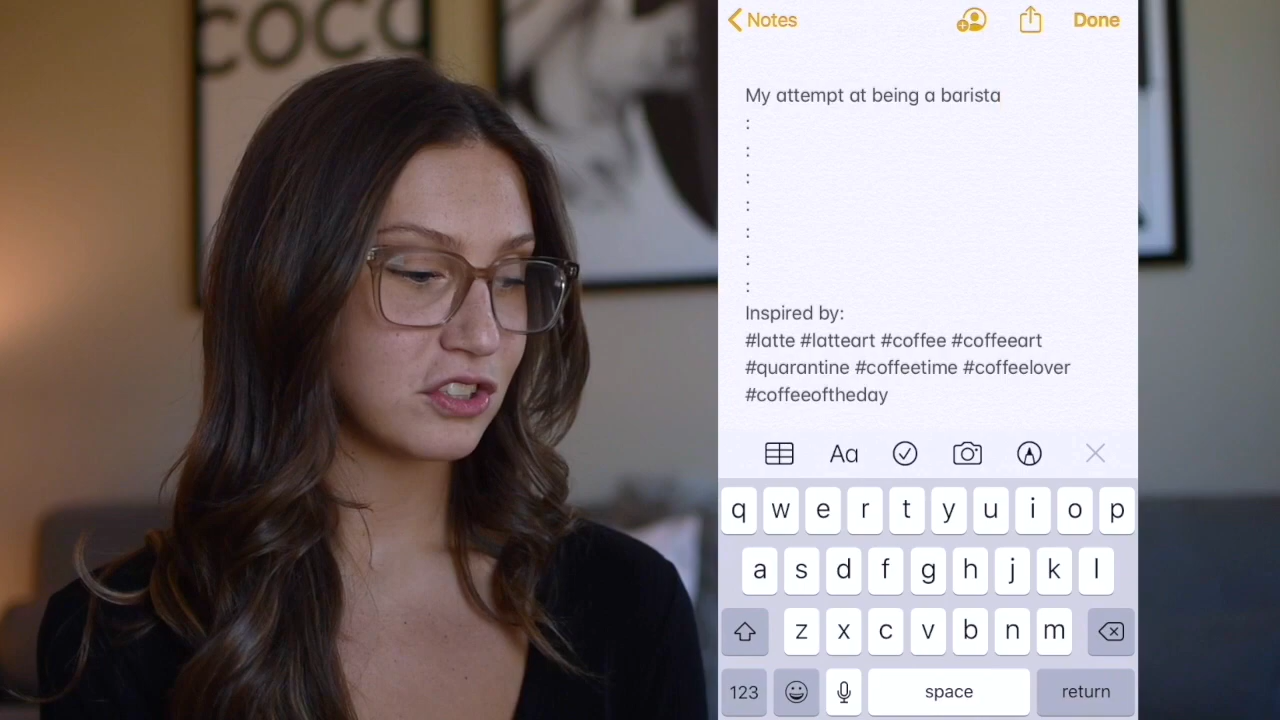 COCO
Notes
Done
My attempt at being a barista
:
:
:
:
:
:
:
Inspired by:
#latte #latteart #coffee #coffeeart
#quarantine #coffeetime #coffeelover
#coffeeoftheday
Aa
q w e r t y u i o p
a s d f g h j k l
z x c v b n m
123 space return